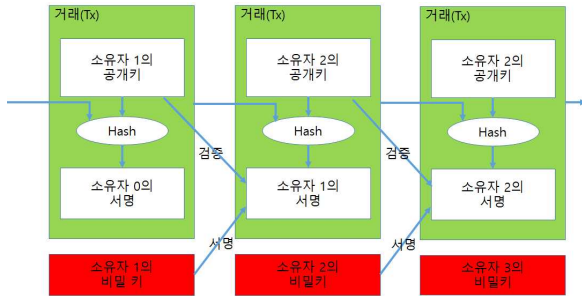 거래(Tx)
소유자 1의
공개키
Hash
소유자 0의
서명
소유자 1의
비밀 키
거래(Tx)
소유자 2의
공개키
Hash
소유자 1의
서명
소유자 2의
비밀키
거래(Tx)
소유자 2의
공개키
Hash
소유자 2의
서명
소유자 3의
비밀키
검증
서명
검증
서명